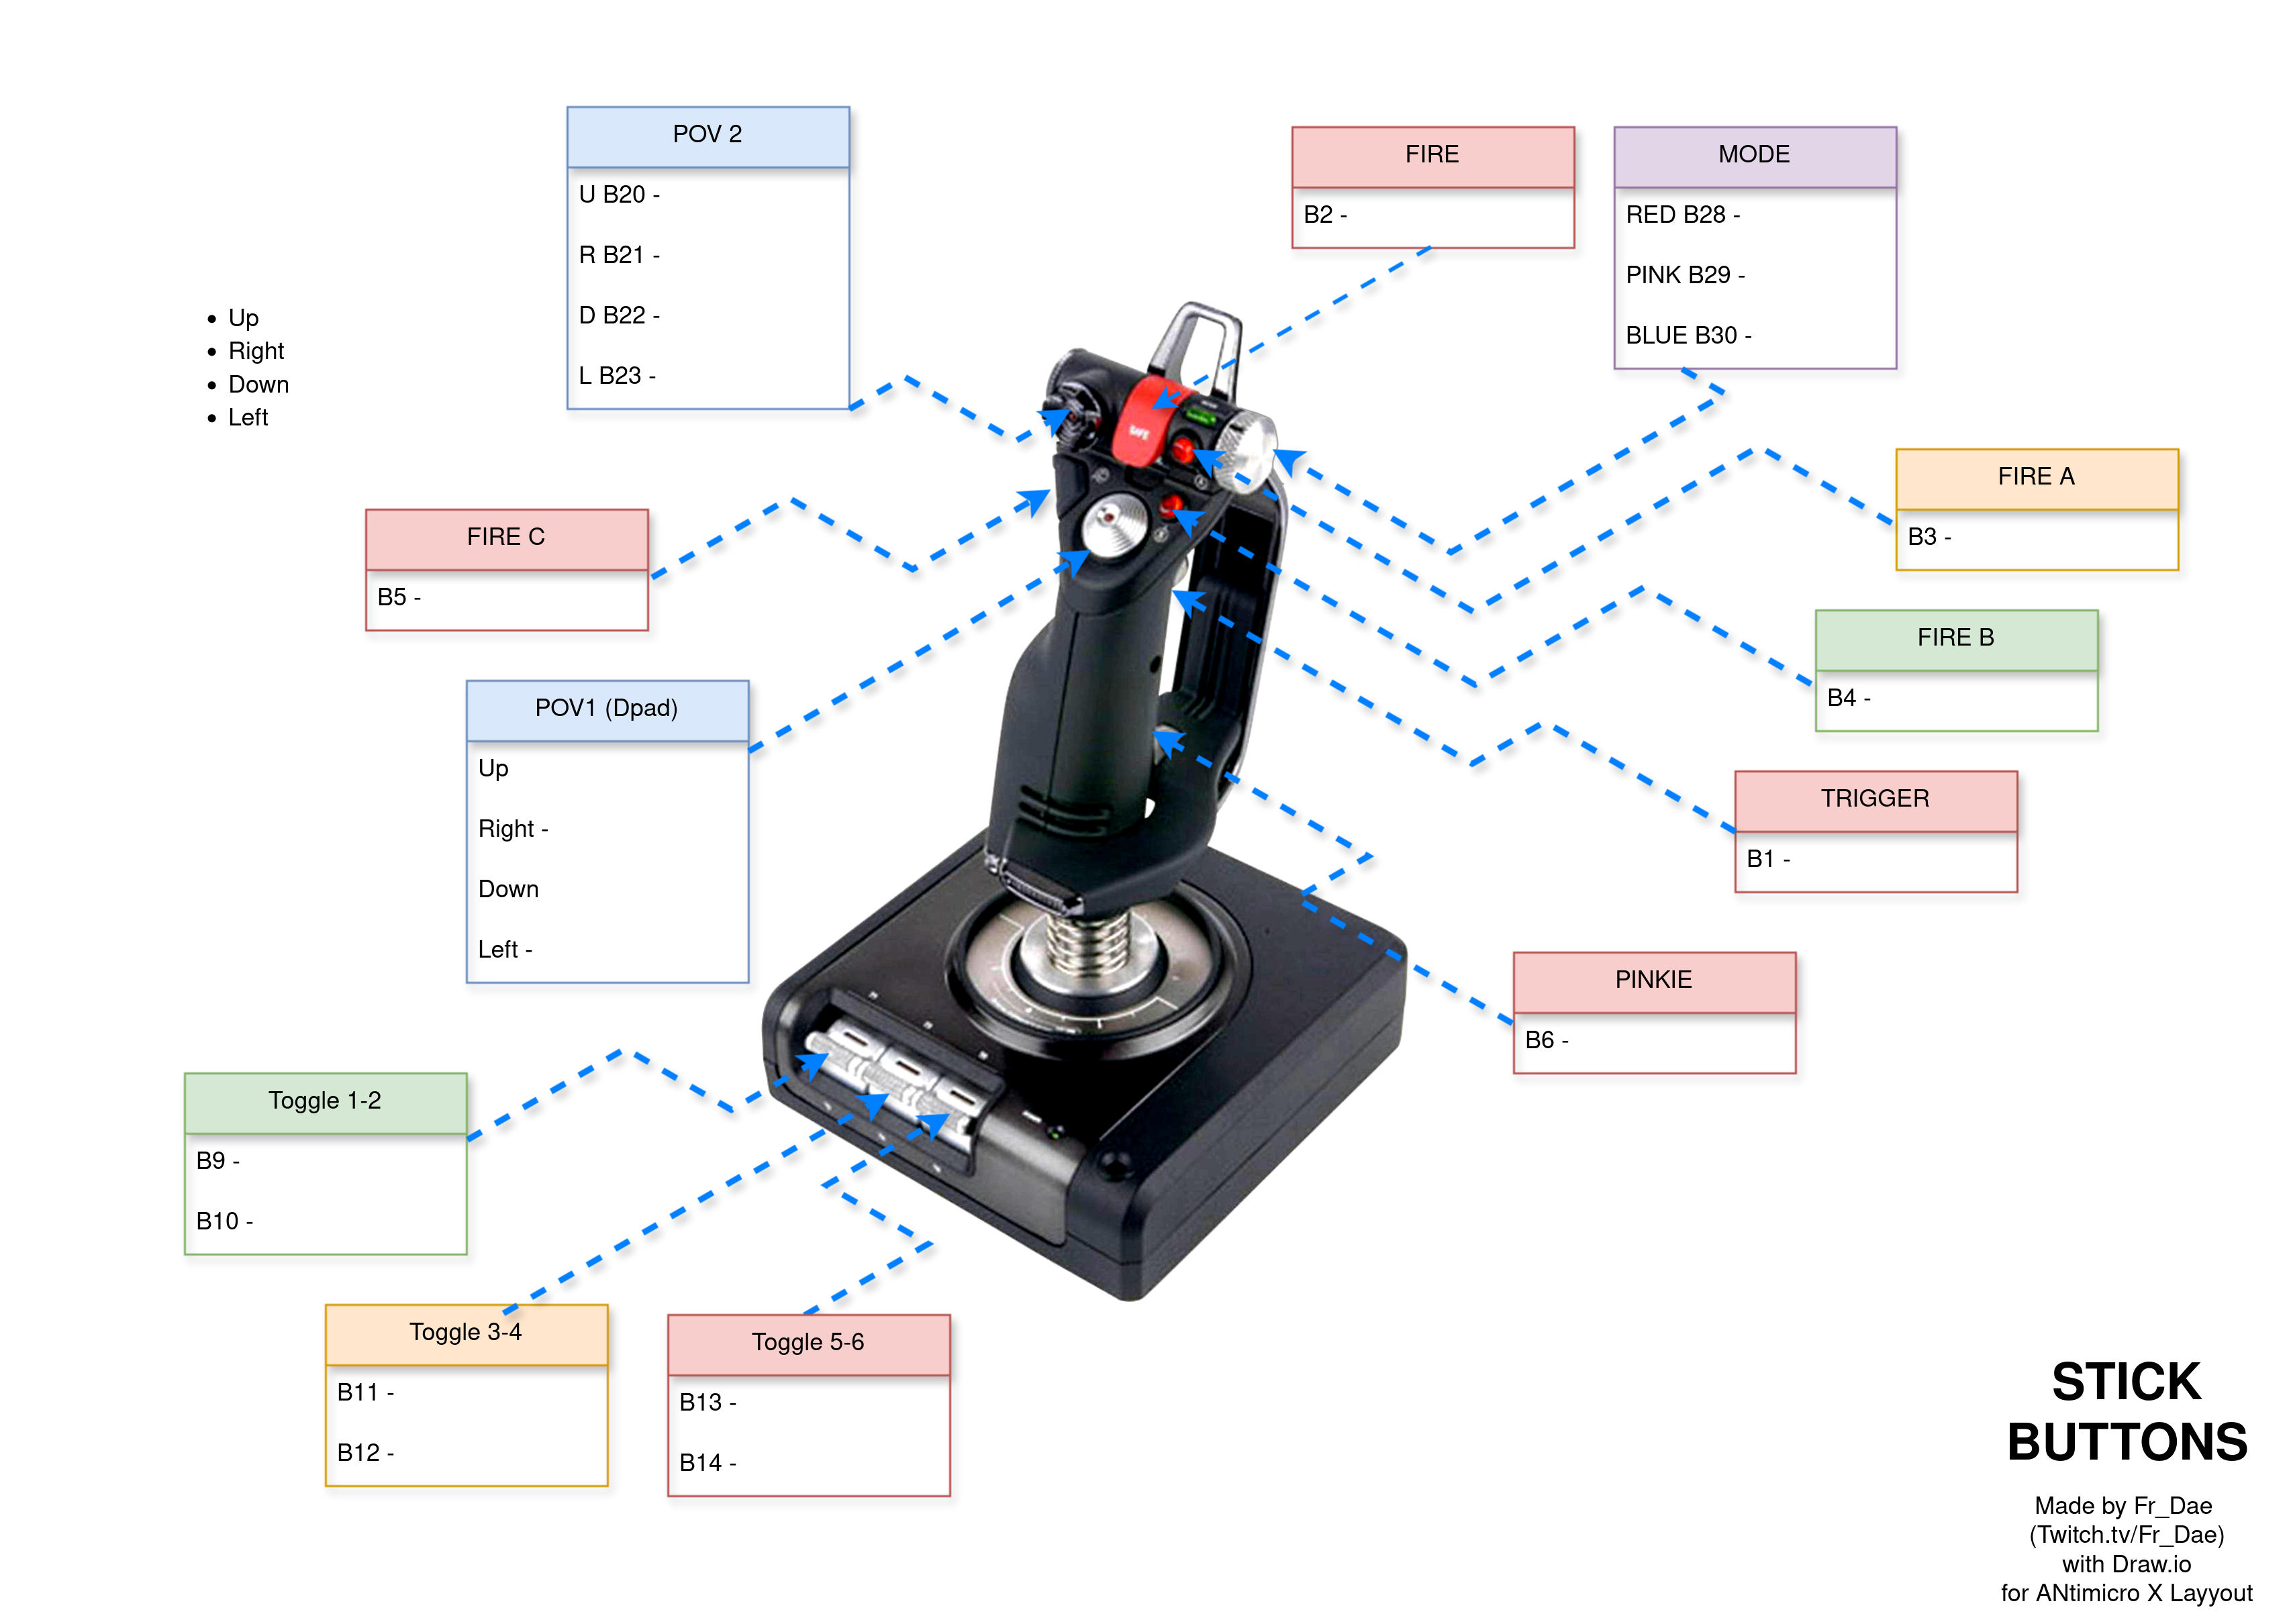 POV 2
U B20 -
R B21 -
D B22 -
L B23 -
FIRE
B2 -
MODE
RED B28 -
PINK B29 -
BLUE B30 -
Up
Right
Down
Left
SAFE
FIRE A
B3 -
FIRE C
B5 -
FIRE B
B4 -
POV1 (Dpad)
Up
Right -
Down
Left -
TRIGGER
B1 -
PINKIE
B6 -
Toggle 1-2
B9 -
B10 -
Toggle 3-4
B11 -
B12 -
Toggle 5-6
B13 -
B14 -
STICK
BUTTONS
Made by Fr_Dae
(Twitch.tv/Fr_Dae)
with Draw.io
for ANtimicro X Layyout